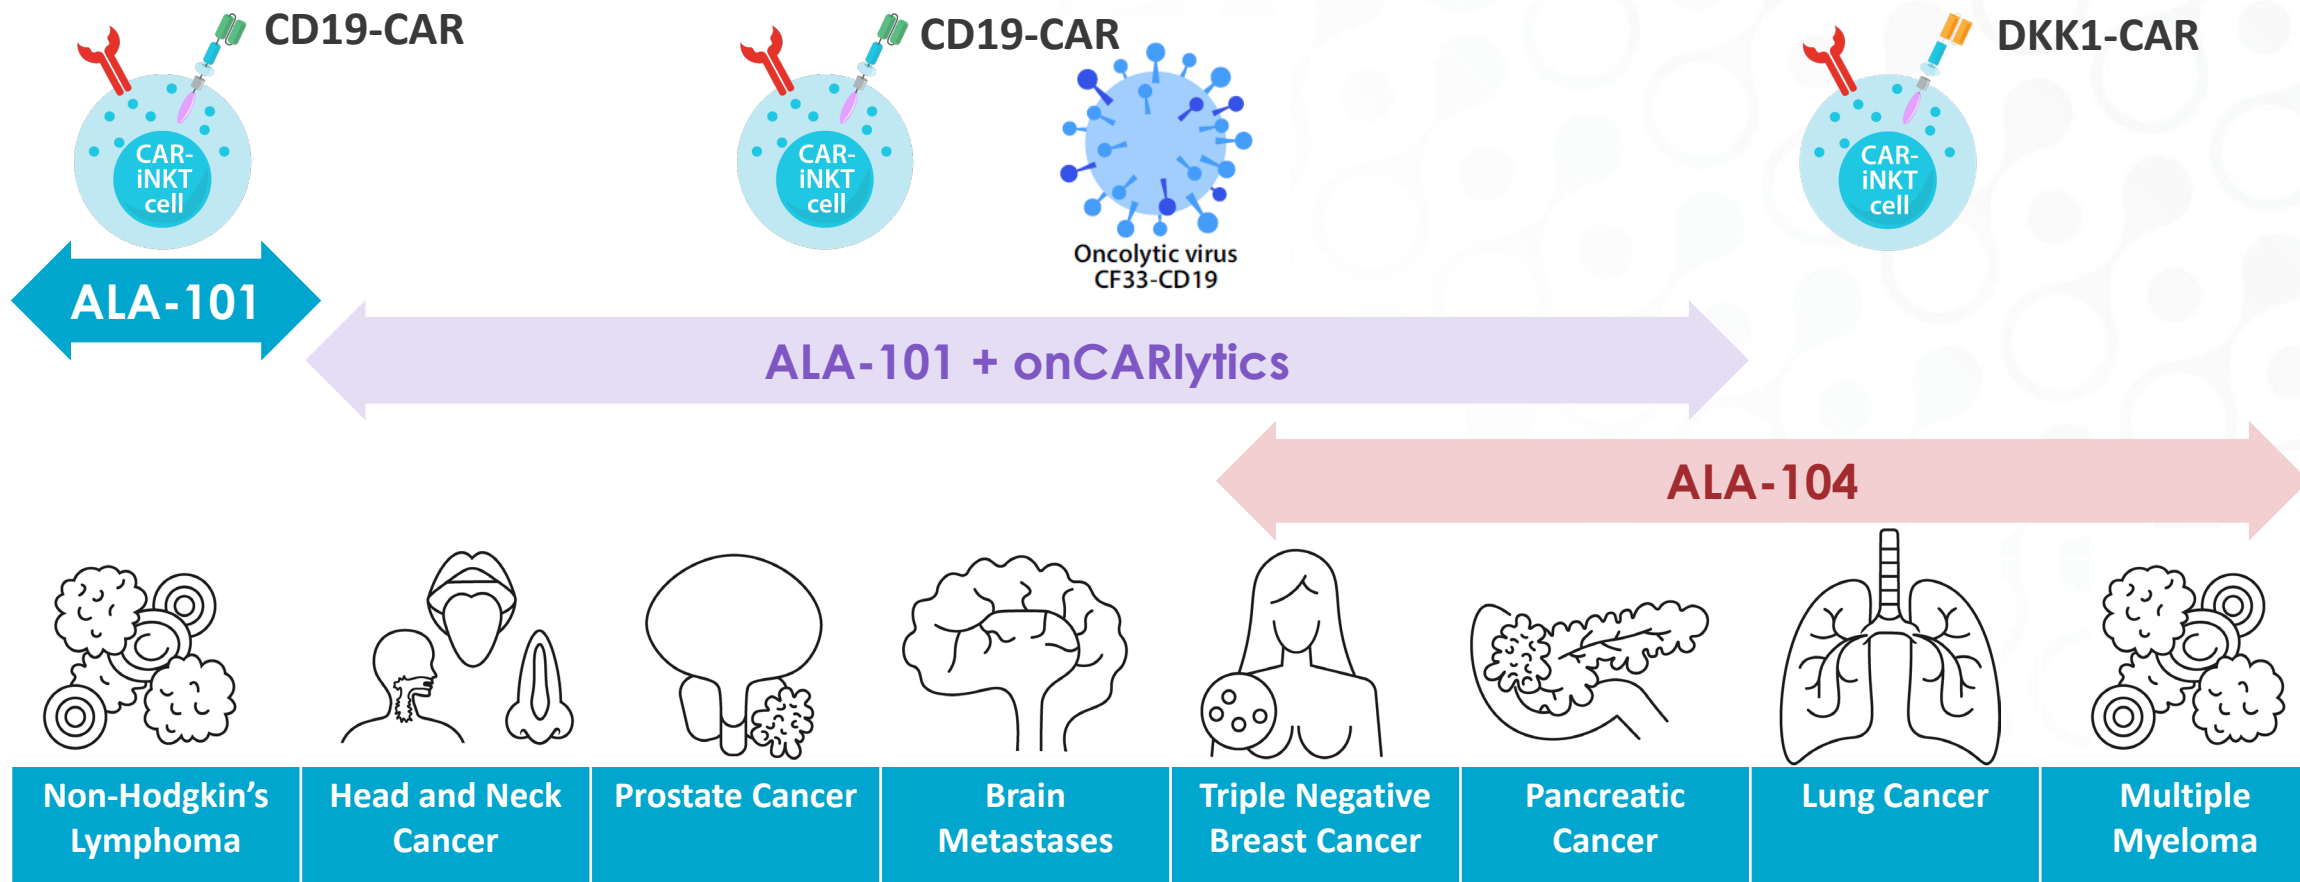 CD19-CAR
CAR-
iNKT
cell
CD19-CAR
CAR-
iNKT
cell
Oncolytic virus
CF33-CD19
DKK1-CAR
CAR-
iNKT
cell
ALA-101
ALA-101 + onCARlytics
ALA-104
Non-Hodgkin’s
Lymphoma
Head and Neck
Cancer
Prostate Cancer
Brain
Metastases
Triple Negative
Breast Cancer
Pancreatic
Cancer
Lung Cancer
Multiple
Myeloma